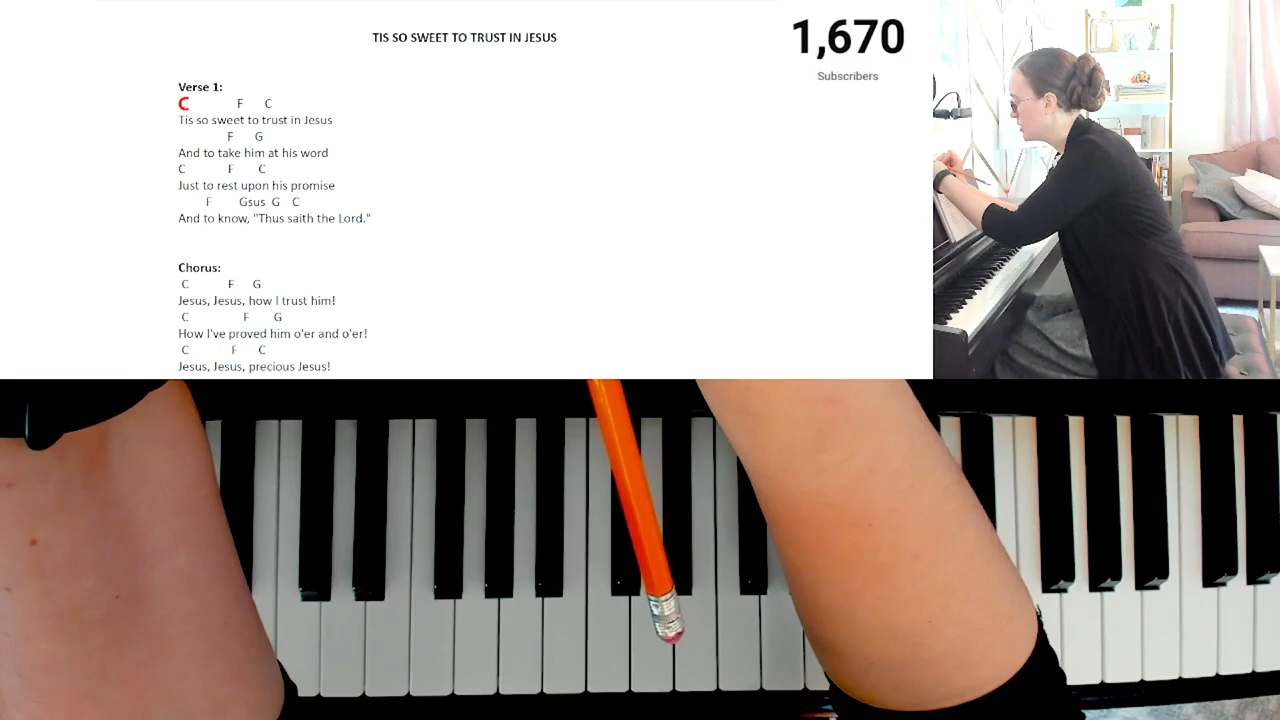 TIS SO SWEET TO TRUST IN JESUS
1,670
Subscribers
Verse 1:
C F C
Tis so sweet to trust in Jesus
F G
And to take him at his word
C F C
Just to rest upon his promise
F Gsus G C
And to know, "Thus saith the Lord."
Chorus:
C F G
Jesus, Jesus, how I trust him!
C F G
How I've proved him o'er and o'er!
C F C
Jesus, Jesus, precious Jesus!